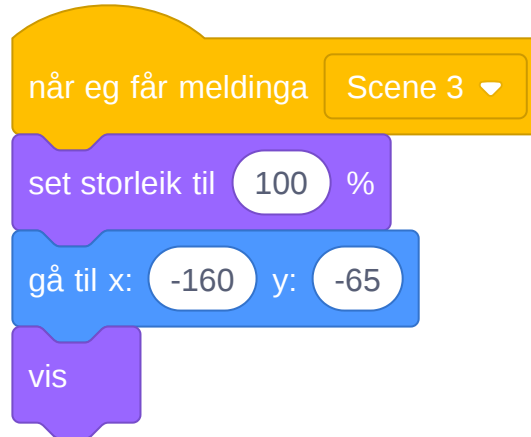 når eg får meldinga Scene 3
set storleik til 100 %
gå til x: -160 y: -65
vis